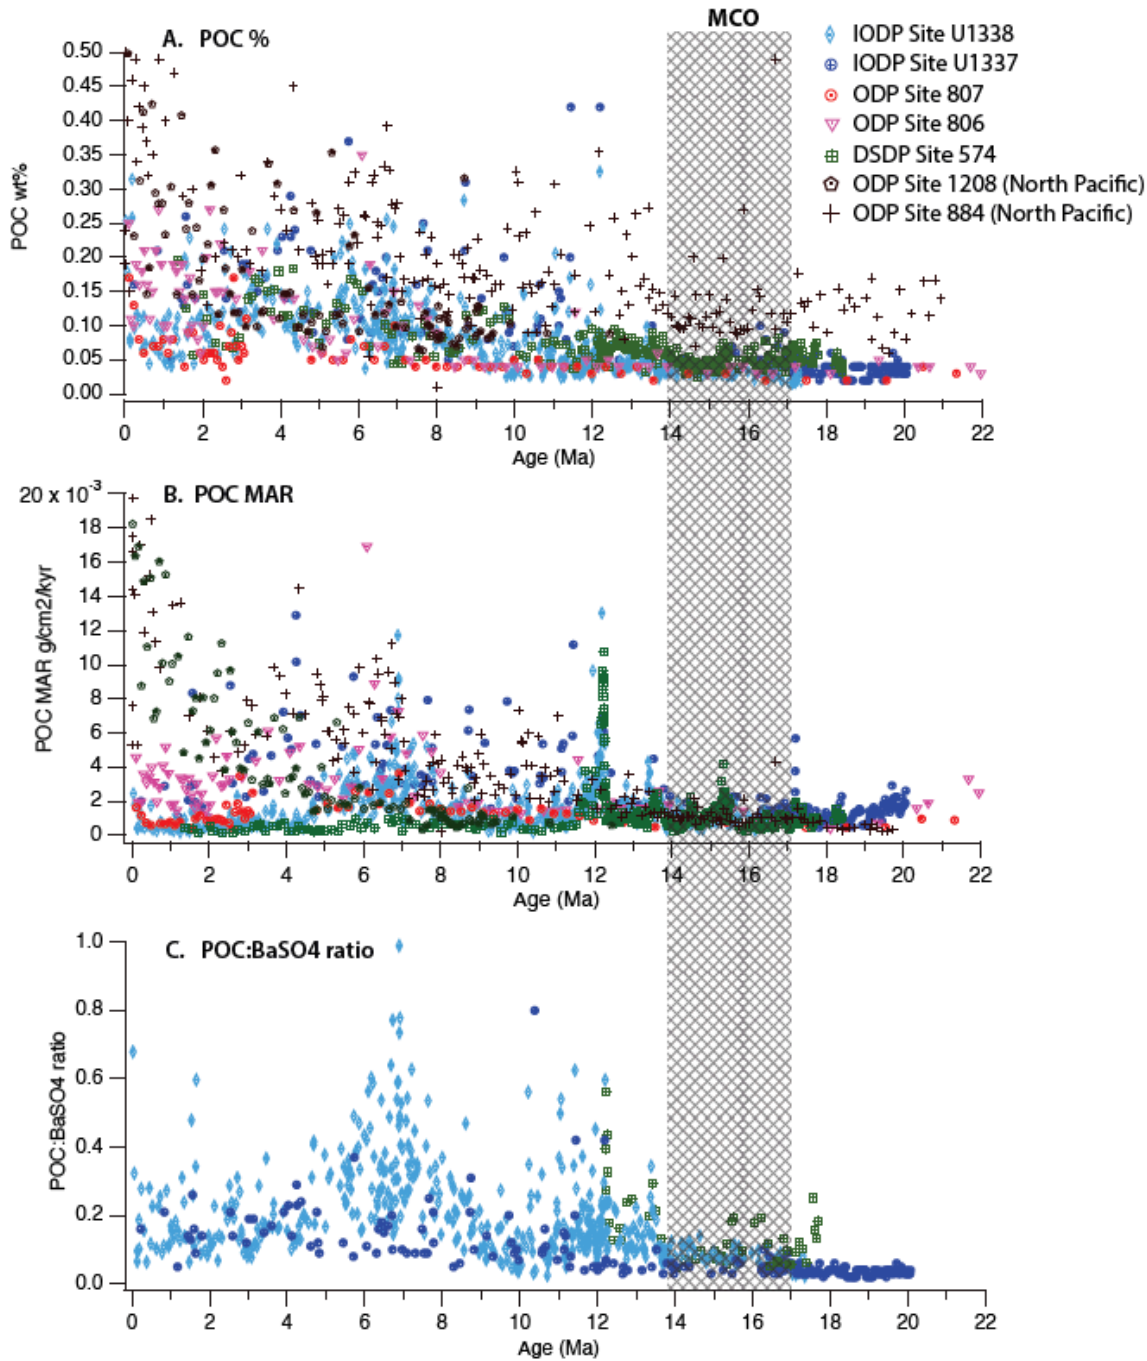 MCO
A. POC %
IODP Site U1338
IODP Site U1337
ODP Site 807
ODP Site 806
DSDP Site 574
ODP Site 1208 (North Pacific)
ODP Site 884 (North Pacific)
POC wt%
0.50
0.45
0.40
0.35
0.30
0.25
0.20
0.15
0.10
0.05
0.00
0 2 4 6 8 10 12 14 16 18 20 22
Age (Ma)
B. POC MAR
POC MAR g/cm2/kyr
20 x 10-3
18
16
14
12
10
8
6
4
2
0
0 2 4 6 8 10 12 14 16 18 20 22
Age (Ma)
C. POC:BaSO4 ratio
POC:BaSO4 ratio
1.0
0.8
0.6
0.4
0.2
0.0
0 2 4 6 8 10 12 14 16 18 20 22
Age (Ma)